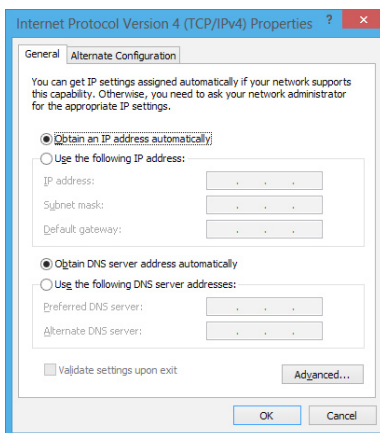 Internet Protocol Version 4 (TCP/IPv4) Properties ? ×
General Alternate Configuration
You can get IP settings assigned automatically if your network supports
this capability. Otherwise, you need to ask your network administrator
for the appropriate IP settings.
Obtain an IP address automatically
Use the following IP address:
IP address:
Subnet mask:
Default gateway:
Obtain DNS server address automatically
Use the following DNS server addresses:
Preferred DNS server:
Alternate DNS server:
Validate settings upon exit
Advanced...
OK Cancel